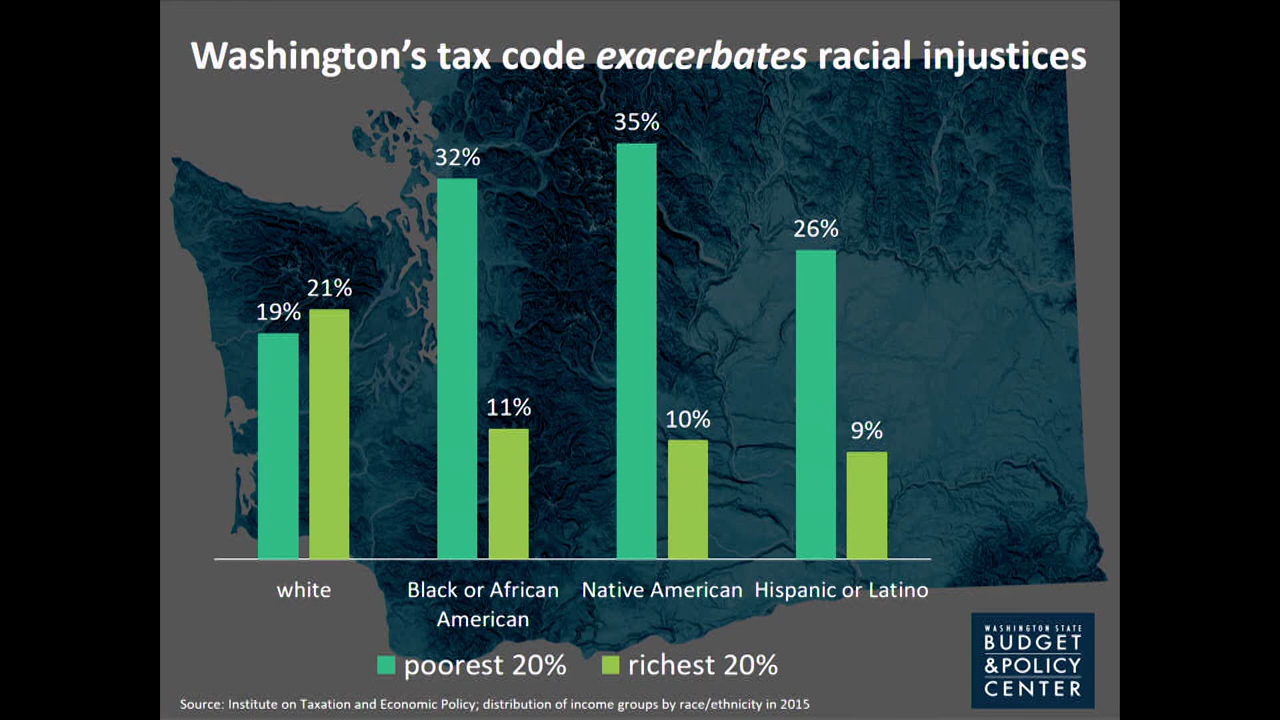 Washington's tax code exacerbates racial injustices
35%
32%
26%
21%
19%
11%
10%
9%
white
Black or African American
Native American
Hispanic or Latino
poorest 20%
richest 20%
WASHINGTON STATE
BUDGET
&POLICY
CENTER
Source: Institute on Taxation and Economic Policy; distribution of income groups by race/ethnicity in 2015